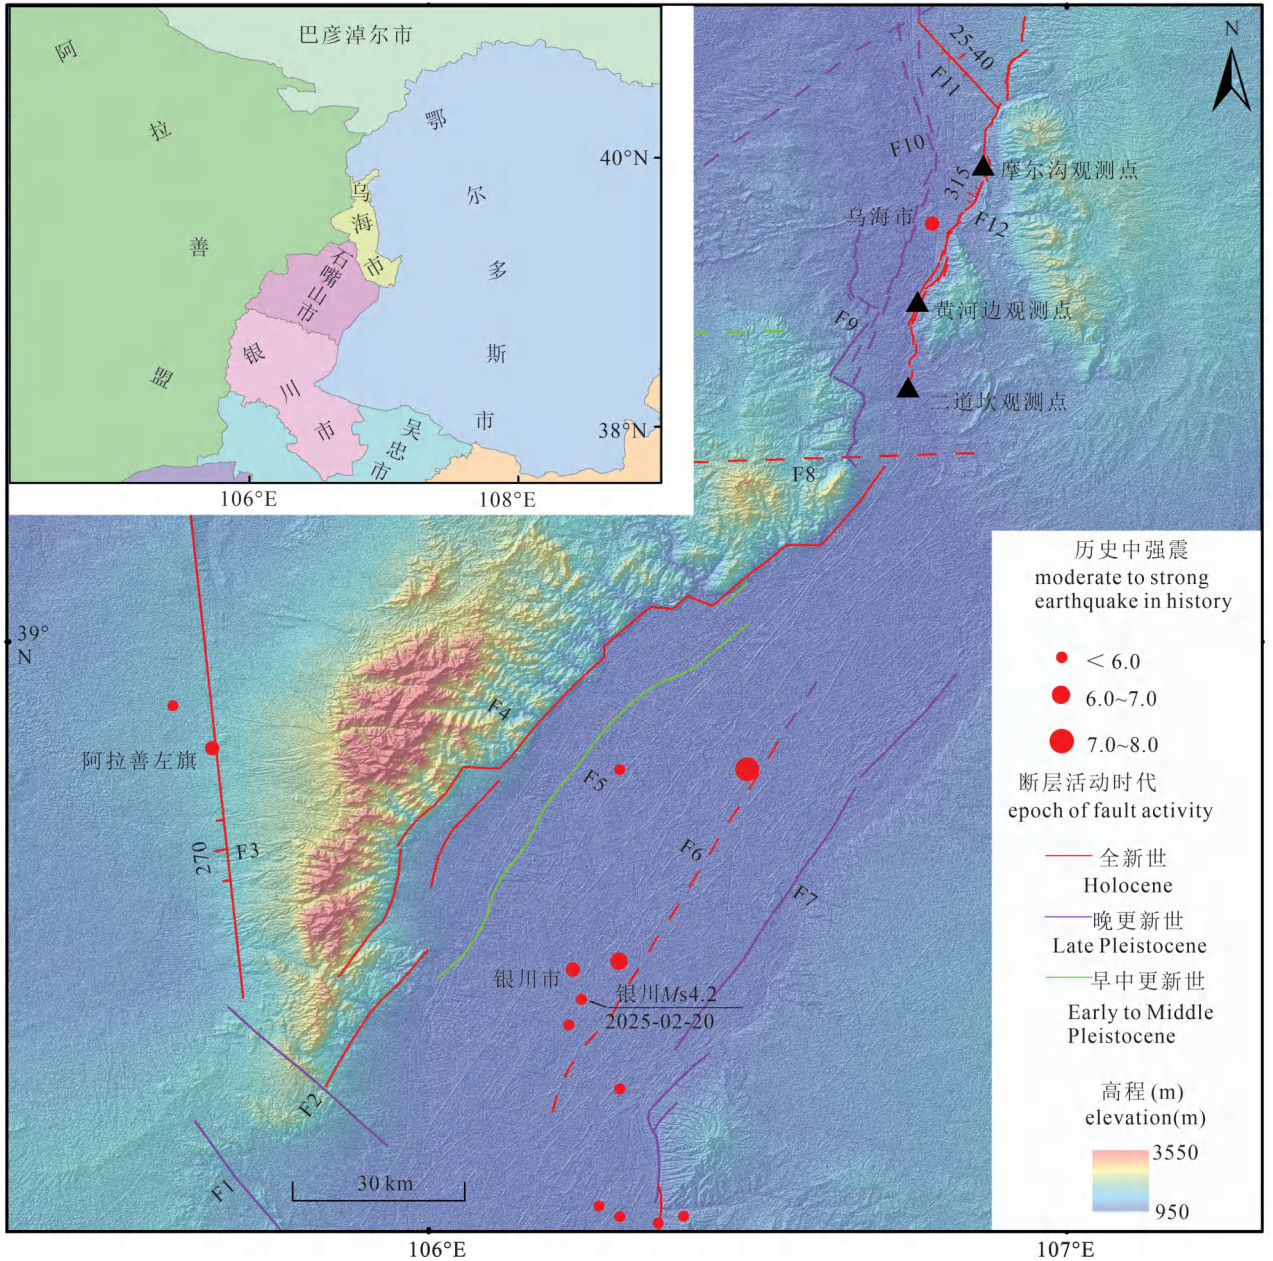 巴彦淖尔市
阿
拉
善
盟
鄂
尔
多
斯
市
乌
海
市
石
嘴
山
市
银
川
市
吴
忠
市
40°N
38°N
106°E
108°E
N
25-40
F11
F10
摩尔沟观测点
315
乌海市
F12
F9
黄河边观测点
二道坎观测点
F8
39°
N
F4
阿拉善左旗
F5
F3
270
F6
F7
银川市
银川Ms4.2
2025-02-20
F2
F1
30 km
106°E
107°E
历史中强震
moderate to strong
earthquake in history
< 6.0
6.0~7.0
7.0~8.0
断层活动时代
epoch of fault activity
全新世
Holocene
晚更新世
Late Pleistocene
早中更新世
Early to Middle
Pleistocene
高程 (m)
elevation(m)
3550
950